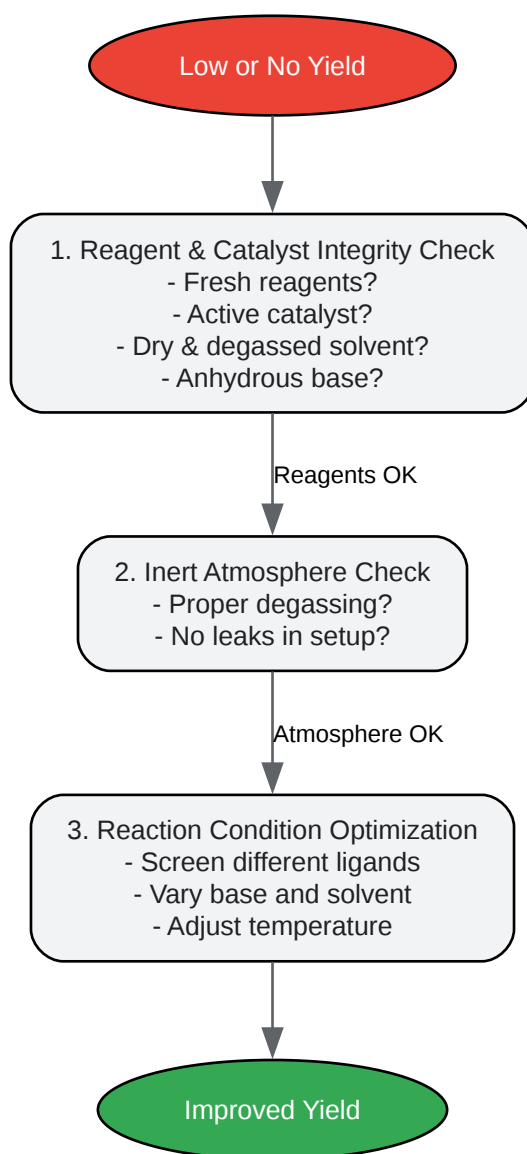 Low or No Yield
1. Reagent & Catalyst Integrity Check
- Fresh reagents?
- Active catalyst?
- Dry & degassed solvent?
- Anhydrous base?
Reagents OK
2. Inert Atmosphere Check
- Proper degassing?
- No leaks in setup?
Atmosphere OK
3. Reaction Condition Optimization
- Screen different ligands
- Vary base and solvent
- Adjust temperature
Improved Yield